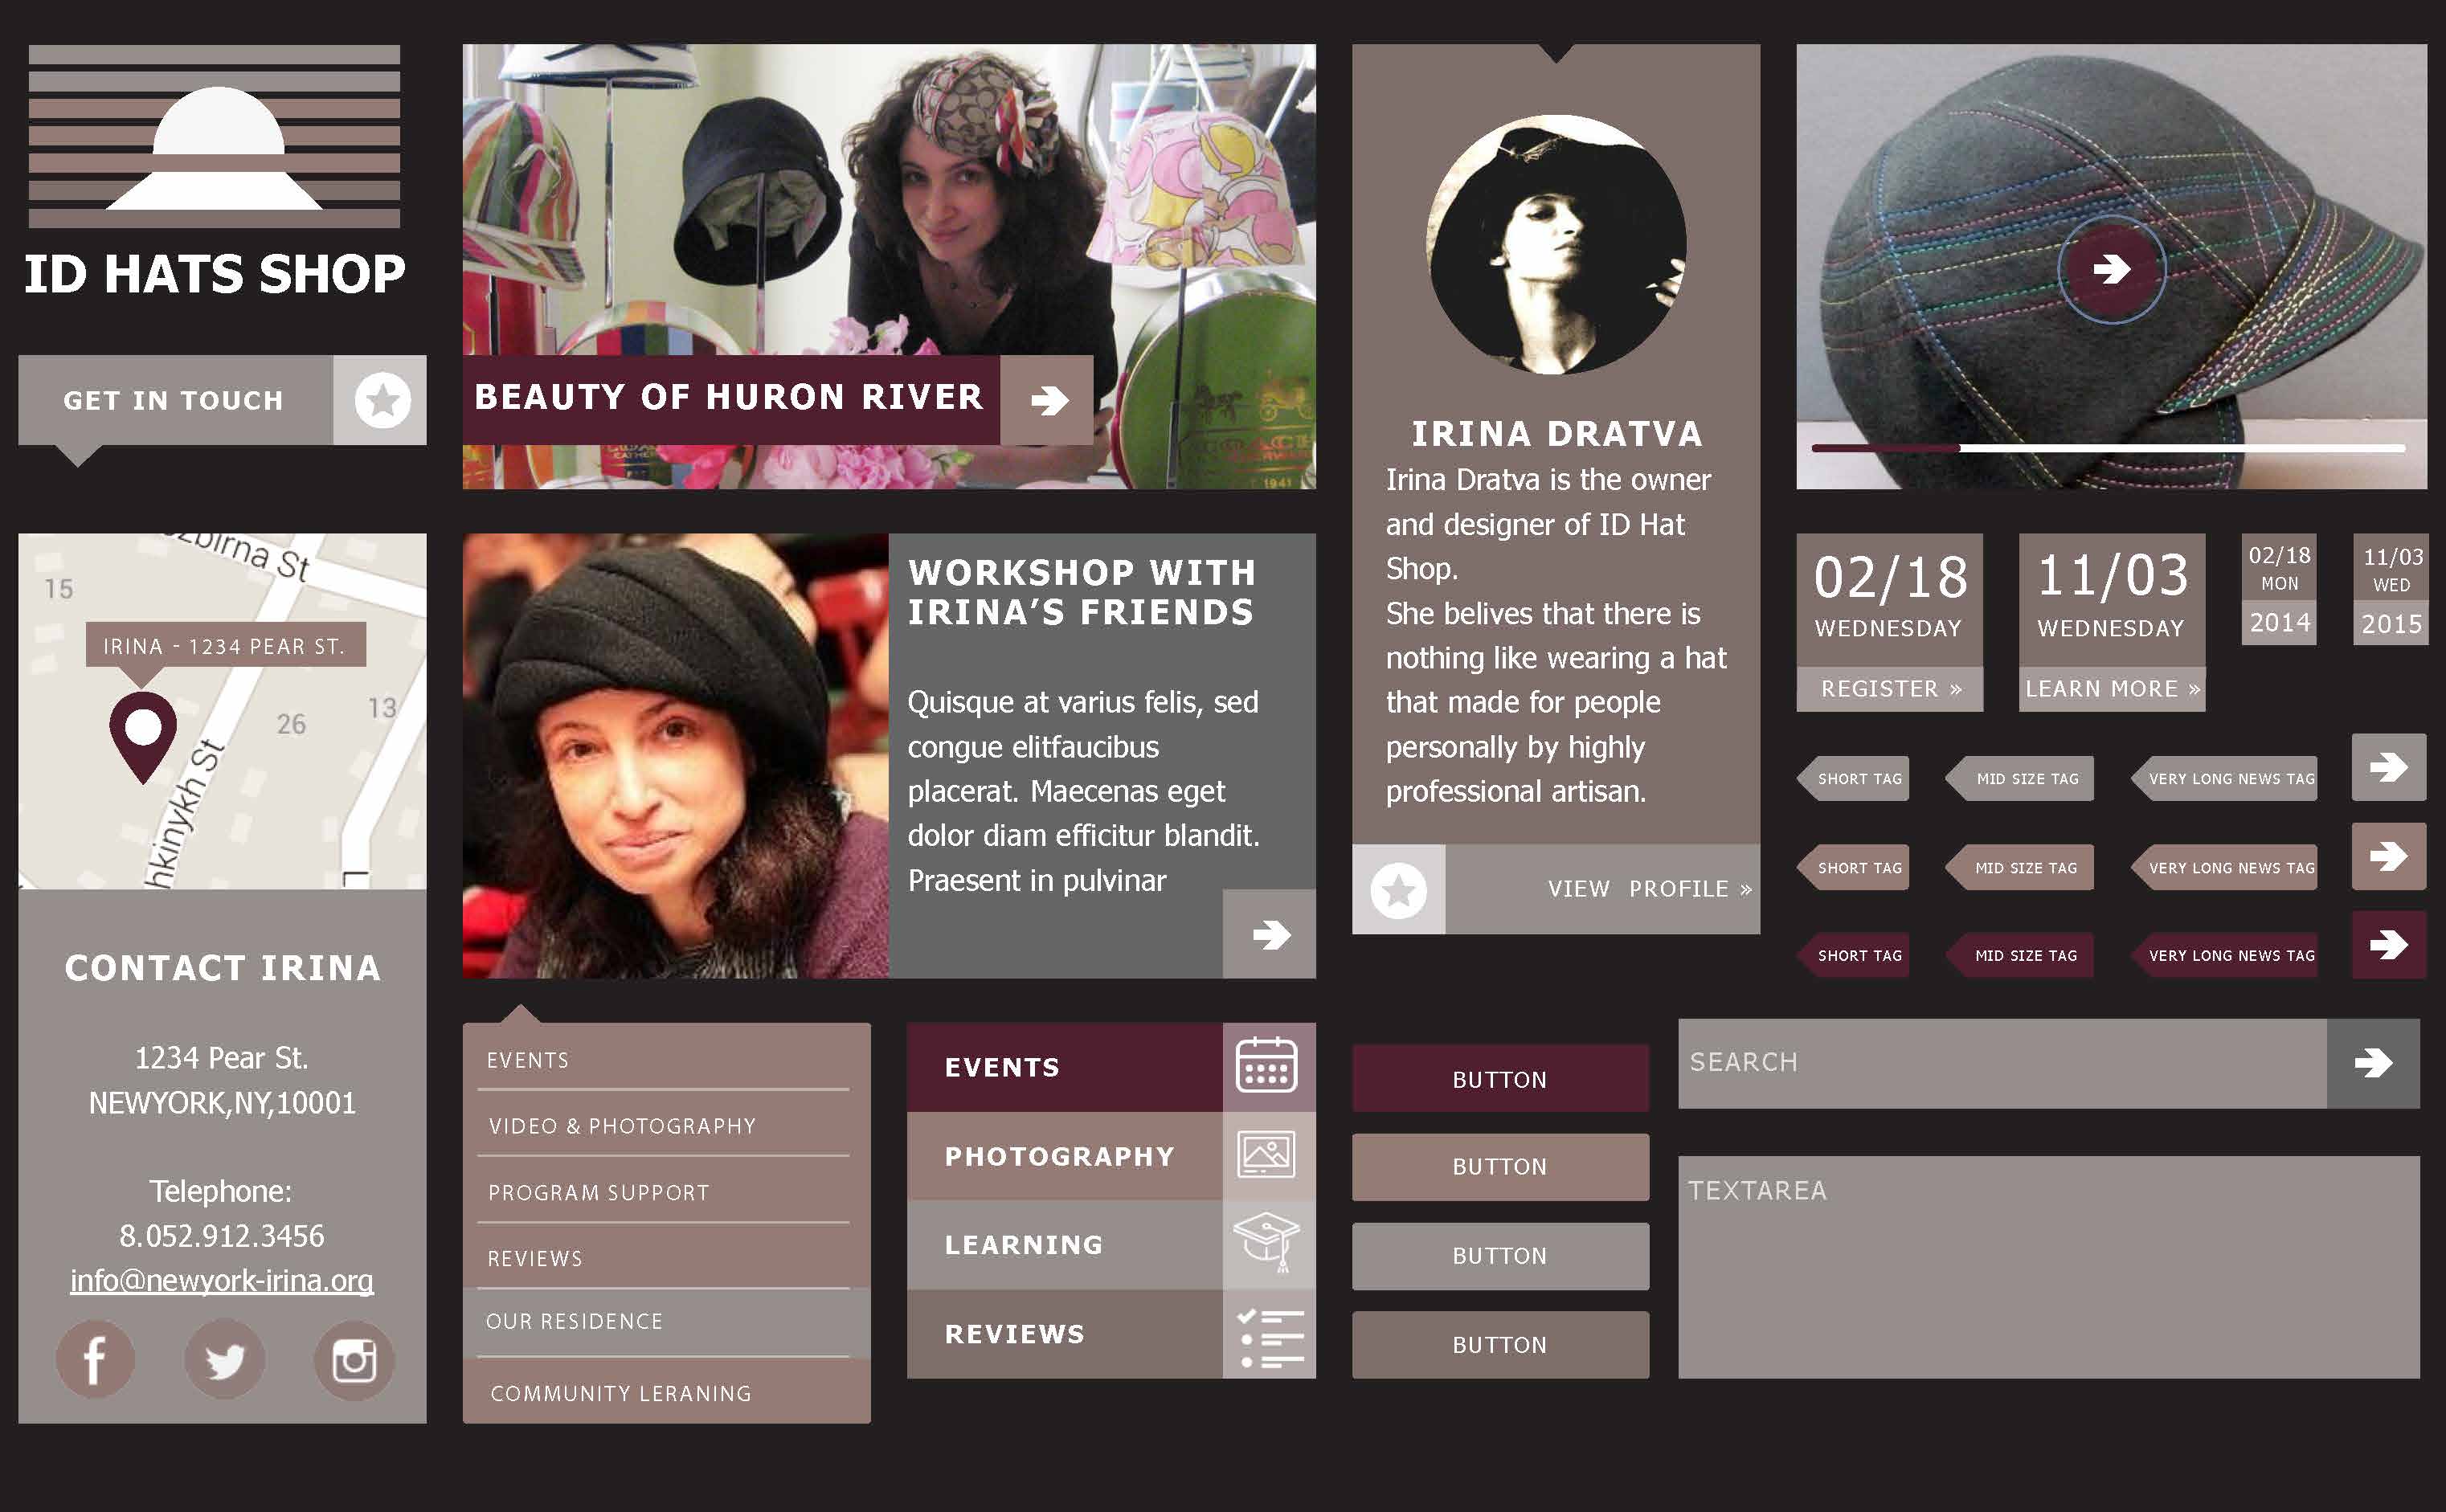 ID HATS SHOP
GET IN TOUCH
BEAUTY OF HURON RIVER
1941
IRINA DRATVA
Irina Dratva is the owner
and designer of ID Hat
Shop.
She belives that there is
nothing like wearing a hat
that made for people
personally by highly
professional artisan.
VIEW PROFILE »
15
St
IRINA - 1234 PEAR ST.
13
26
hkinykh St
CONTACT IRINA
1234 Pear St.
NEWYORK,NY,10001
Telephone:
8.052.912.3456
info@newyork-irina.org
WORKSHOP WITH
IRINA'S FRIENDS
Quisque at varius felis, sed
congue elitfaucibus
placerat. Maecenas eget
dolor diam efficitur blandit.
Praesent in pulvinar
02/18
WEDNESDAY
REGISTER »
11/03
WEDNESDAY
LEARN MORE »
02/18
MON
2014
11/03
WED
2015
SHORT TAG
MID SIZE TAG
VERY LONG NEWS TAG
SHORT TAG
MID SIZE TAG
VERY LONG NEWS TAG
SHORT TAG
MID SIZE TAG
VERY LONG NEWS TAG
EVENTS
VIDEO & PHOTOGRAPHY
PROGRAM SUPPORT
REVIEWS
OUR RESIDENCE
COMMUNITY LERANING
EVENTS
PHOTOGRAPHY
LEARNING
REVIEWS
BUTTON
BUTTON
BUTTON
BUTTON
SEARCH
TEXTAREA